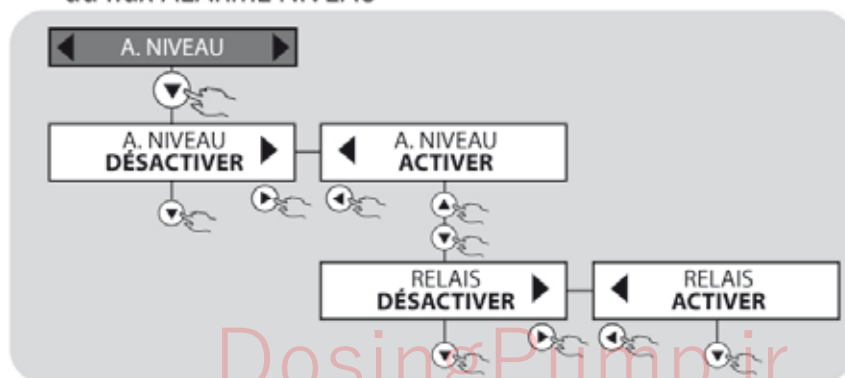 A. NIVEAU
A. NIVEAU
DÉSACTIVER
A. NIVEAU
ACTIVER
RELAIS
DÉSACTIVER
RELAIS
ACTIVER
DosingPump.ir